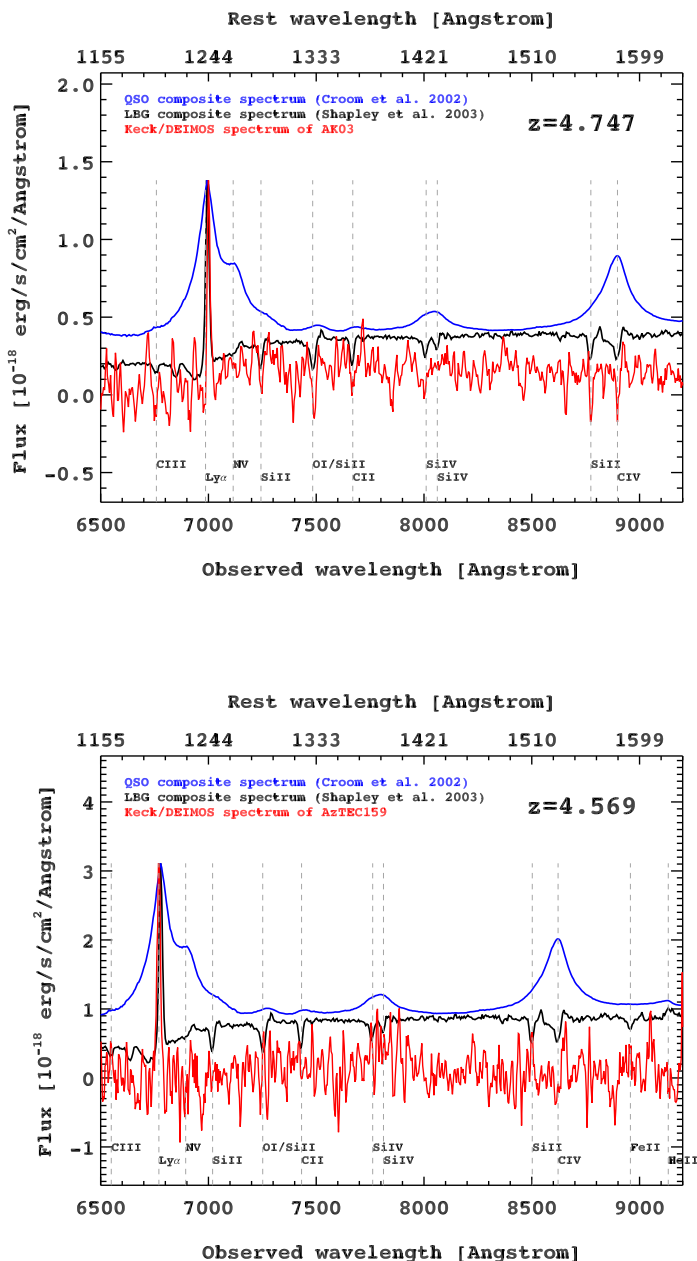 Rest wavelength [Angstrom]
1155 1244 1333 1421 1510 1599
QSO composite spectrum (Croom et al. 2002)
LBG composite spectrum (Shapley et al. 2003)
Keck/DEIMOS spectrum of AK03
z=4.747
2.0
1.5
1.0
0.5
0.0
−0.5
Flux [10⁻¹⁸ erg/s/cm²/Angstrom]
CIII NV OI/SiII SiIV SiII
Lyα SiII CII SiIV CIV
6500 7000 7500 8000 8500 9000
Observed wavelength [Angstrom]
Rest wavelength [Angstrom]
1155 1244 1333 1421 1510 1599
QSO composite spectrum (Croom et al. 2002)
LBG composite spectrum (Shapley et al. 2003)
Keck/DEIMOS spectrum of AzTEC159
z=4.569
4
3
2
1
0
−1
Flux [10⁻¹⁸ erg/s/cm²/Angstrom]
CIII NV OI/SiII SiIV SiII FeII
Lyα SiII CII SiIV CIV HeII
6500 7000 7500 8000 8500 9000
Observed wavelength [Angstrom]